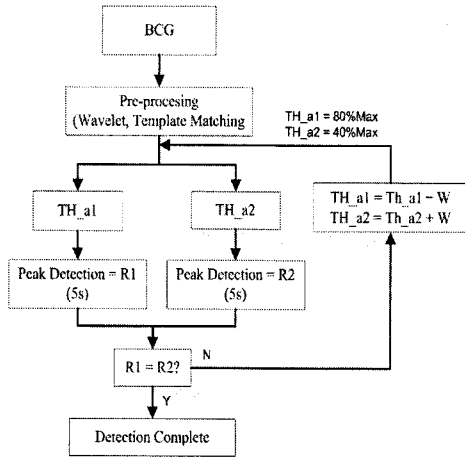 BCG
Pre-procesing
(Wavelet, Template Matching
TH_a1 = 80%Max
TH_a2 = 40%Max
TH_a1
TH_a2
TH_a1 = Th_a1 - W
TH_a2 = Th_a2 + W
Peak Detection = R1
(5s)
Peak Detection = R2
(5s)
R1 = R2?
N
Y
Detection Complete